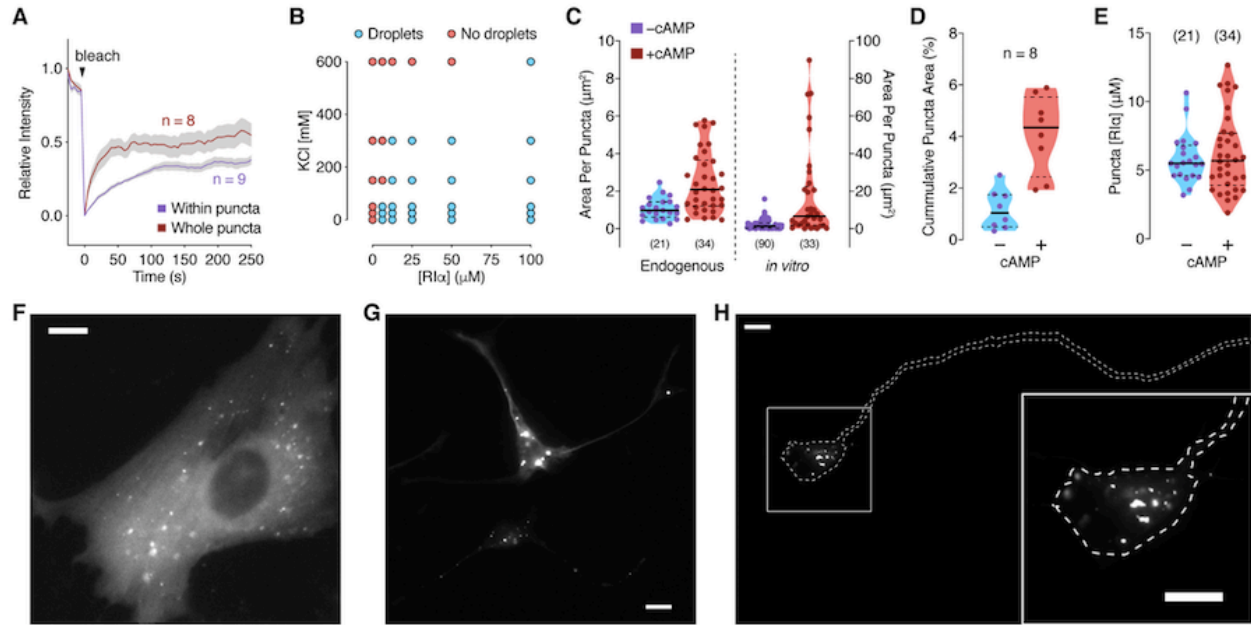 A
bleach
Relative Intensity
1.0
0.5
0.0
n = 8
n = 9
Within puncta
Whole puncta
0 50 100 150 200 250
Time (s)
B
Droplets No droplets
KCl [mM]
600
400
200
0
0 25 50 75 100
[RIα] (µM)
C
−cAMP
+cAMP
Area Per Puncta (µm²)
10
8
6
4
2
0
100
80
60
40
20
0
Area Per Puncta (µm²)
(21) (34) (90) (33)
Endogenous in vitro
D
n = 8
Cummulative Puncta Area (%)
8
6
4
2
0
− +
cAMP
E
(21) (34)
Puncta [RIα] (µM)
15
10
5
0
− +
cAMP
F
G
H